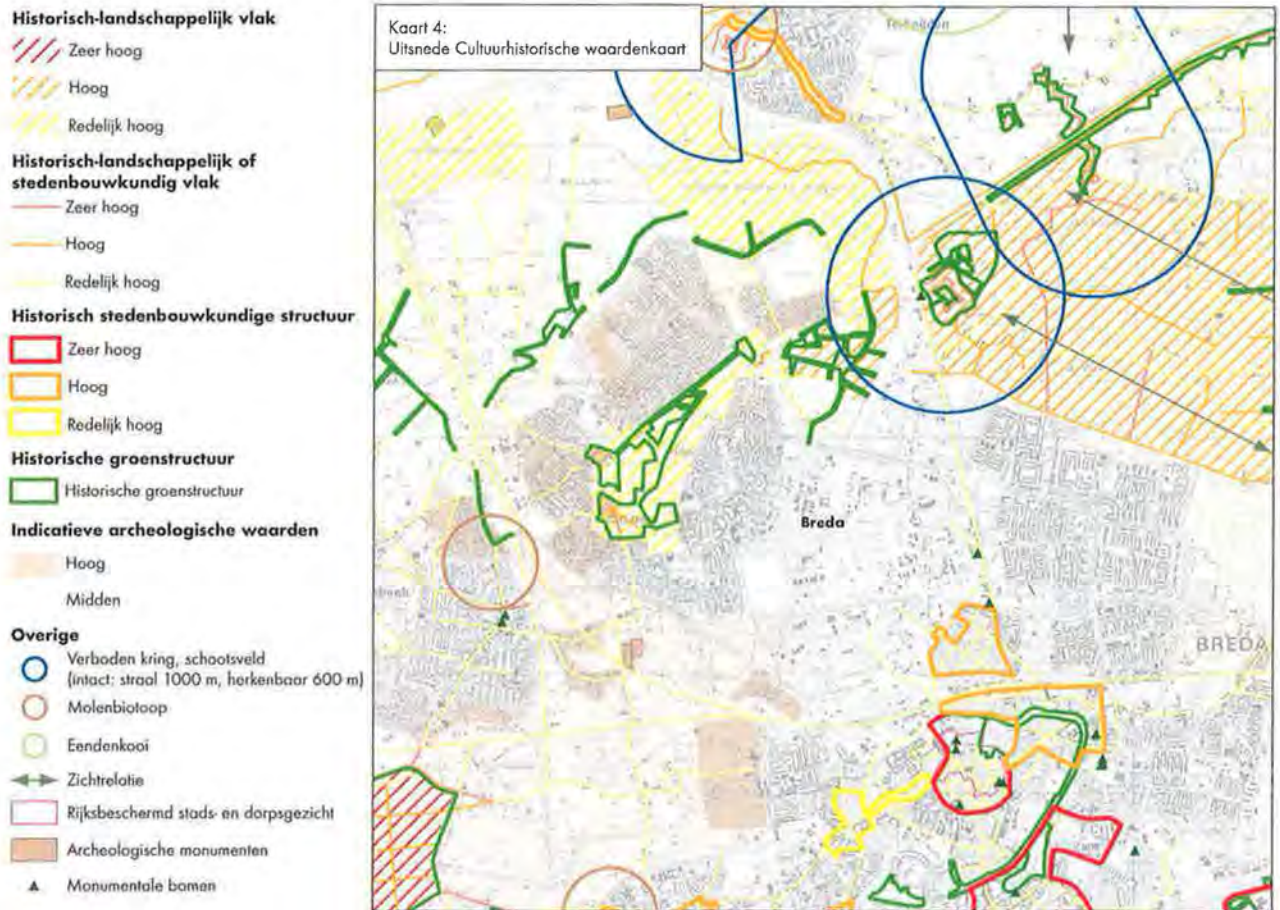 Historisch-landschappelijk vlak
Zeer hoog
Hoog
Redelijk hoog
Historisch-landschappelijk of
stedenbouwkundig vlak
Zeer hoog
Hoog
Redelijk hoog
Historisch stedenbouwkundige structuur
Zeer hoog
Hoog
Redelijk hoog
Historische groenstructuur
Historische groenstructuur
Indicatieve archeologische waarden
Hoog
Midden
Overige
Verboden kring, schootsveld
(intact: straal 1000 m, herkenbaar 600 m)
Molenbiotoop
Eendenkooi
Zichtrelatie
Rijksbeschermd stads- en dorpsgezicht
Archeologische monumenten
Monumentale bomen
Kaart 4:
Uitsnede Cultuurhistorische waardenkaart
Breda
BREDA